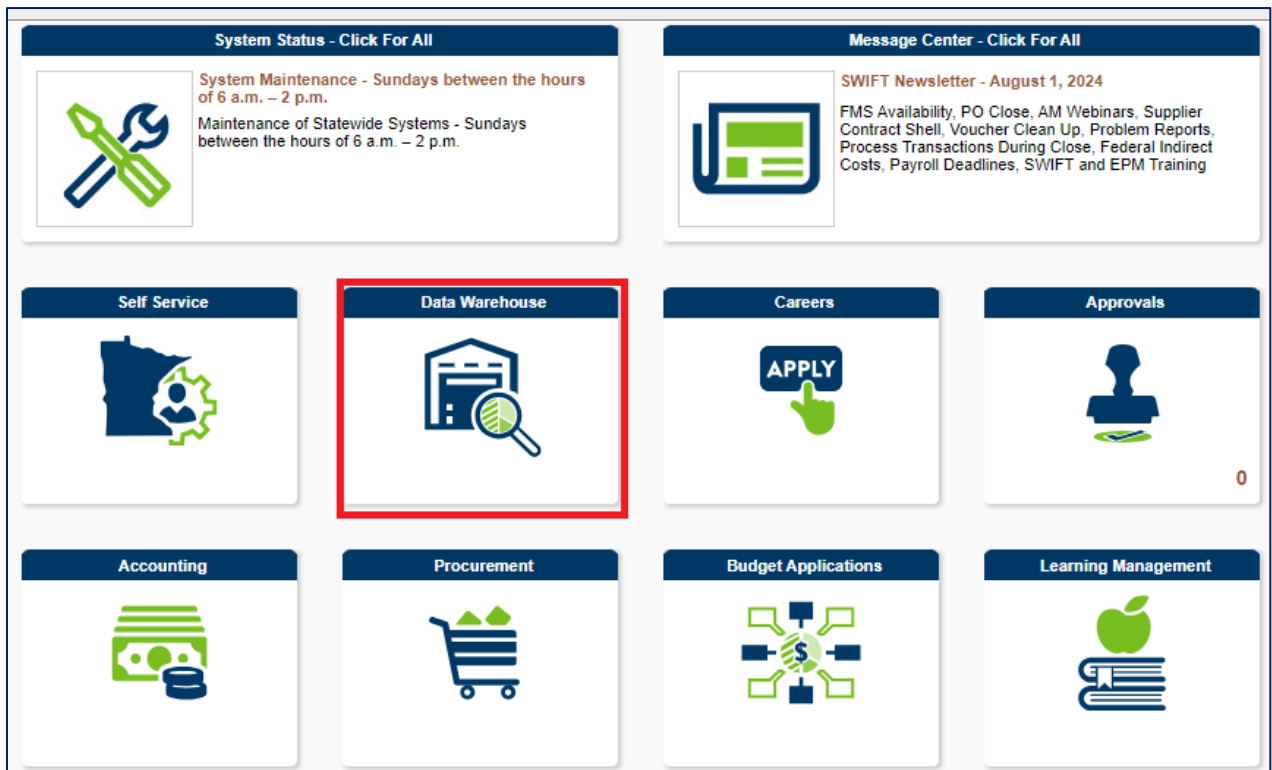 System Status - Click For All
System Maintenance - Sundays between the hours
of 6 a.m. – 2 p.m.
Maintenance of Statewide Systems - Sundays
between the hours of 6 a.m. – 2 p.m.
Message Center - Click For All
SWIFT Newsletter - August 1, 2024
FMS Availability, PO Close, AM Webinars, Supplier
Contract Shell, Voucher Clean Up, Problem Reports,
Process Transactions During Close, Federal Indirect
Costs, Payroll Deadlines, SWIFT and EPM Training
Self Service
Data Warehouse
Careers
APPLY
Approvals
0
Accounting
Procurement
Budget Applications
$
Learning Management